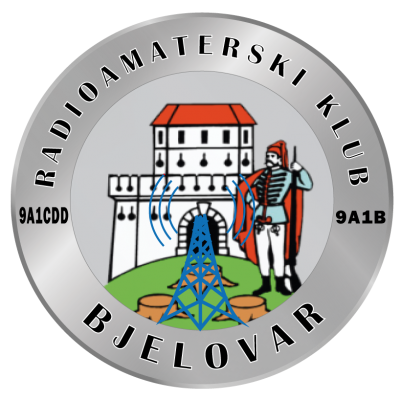 RADIOAMATERSKI KLUB
9A1CDD
9A1B
BJELOVAR